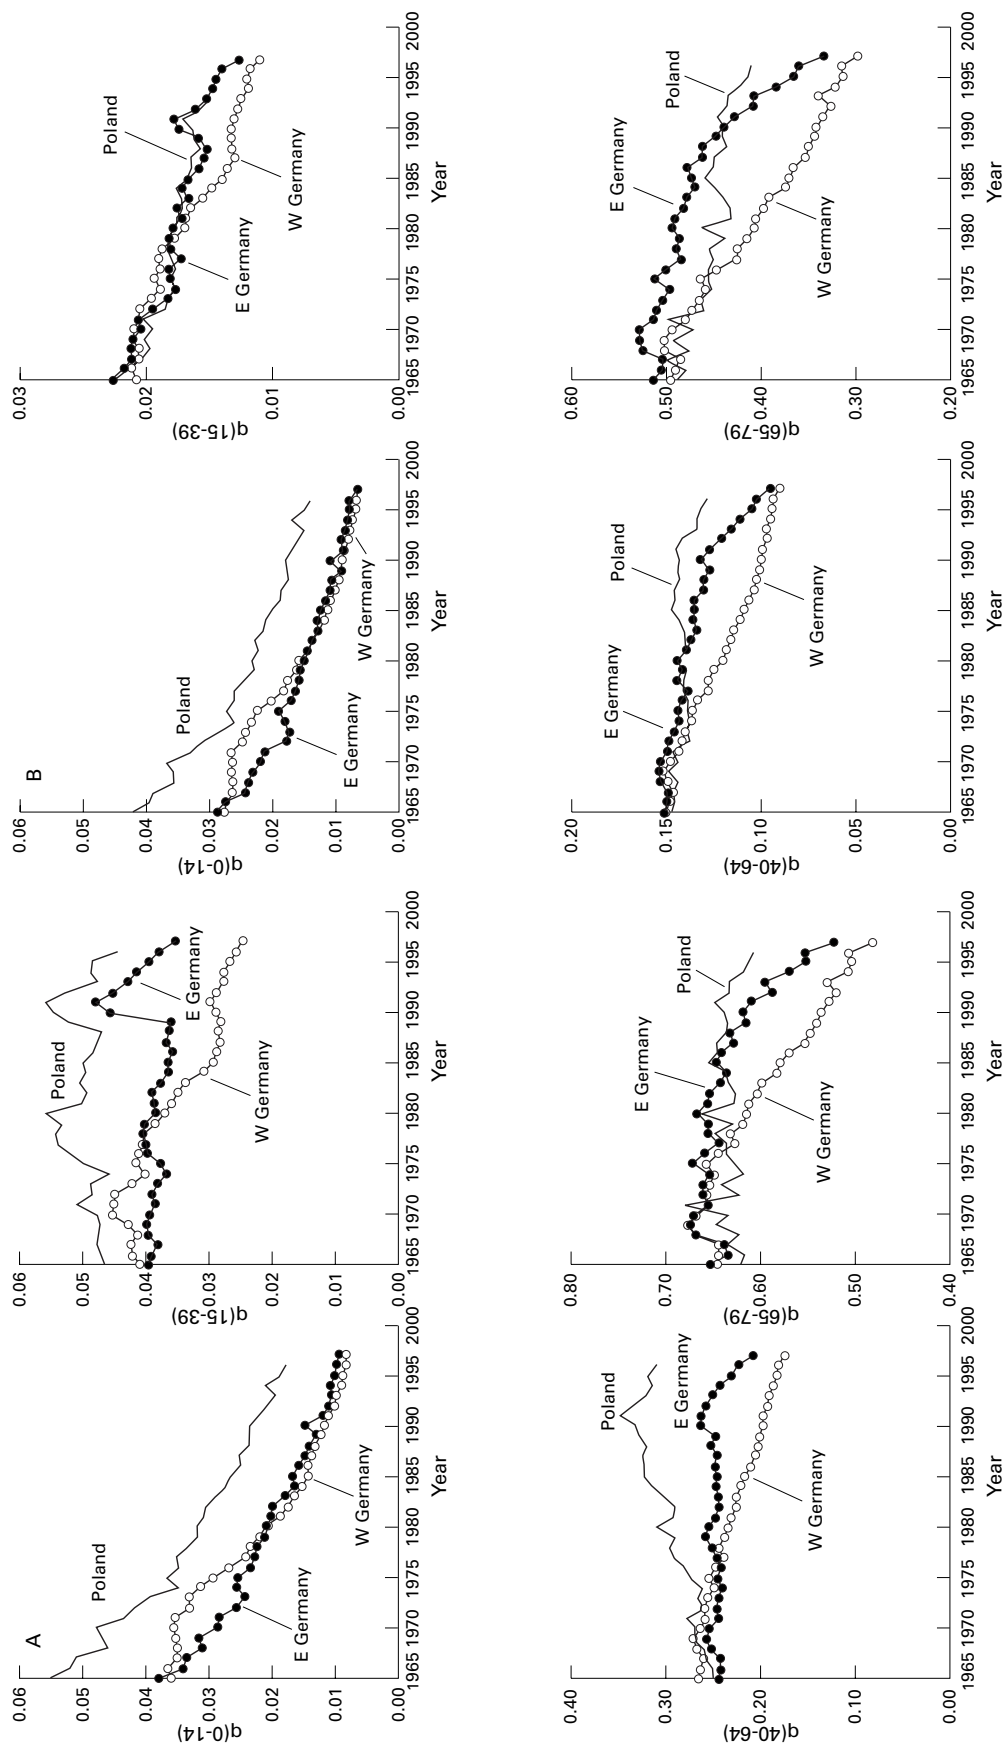 A
0.06
0.05
0.04
0.03
0.02
0.01
0.00
q(0-14)
Poland
E Germany
W Germany
1965 1970 1975 1980 1985 1990 1995 2000
Year
0.06
0.05
0.04
0.03
0.02
0.01
0.00
q(15-39)
Poland
E Germany
W Germany
1965 1970 1975 1980 1985 1990 1995 2000
Year
B
0.06
0.05
0.04
0.03
0.02
0.01
0.00
q(0-14)
Poland
E Germany
W Germany
1965 1970 1975 1980 1985 1990 1995 2000
Year
0.03
0.02
0.01
0.00
q(15-39)
Poland
E Germany
W Germany
1965 1970 1975 1980 1985 1990 1995 2000
Year
0.40
0.30
0.20
0.10
0.00
q(40-64)
Poland
E Germany
W Germany
1965 1970 1975 1980 1985 1990 1995 2000
Year
0.80
0.70
0.60
0.50
0.40
q(65-79)
E Germany
Poland
W Germany
1965 1970 1975 1980 1985 1990 1995 2000
Year
0.20
0.15
0.10
0.05
0.00
q(40-64)
E Germany
Poland
W Germany
1965 1970 1975 1980 1985 1990 1995 2000
Year
0.60
0.50
0.40
0.30
0.20
q(65-79)
E Germany
Poland
W Germany
1965 1970 1975 1980 1985 1990 1995 2000
Year